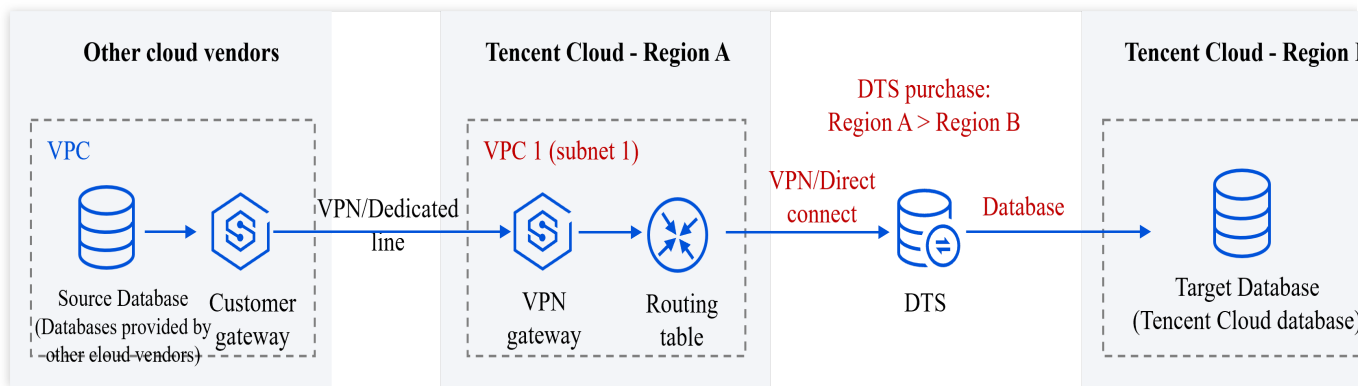 Other cloud vendors
Tencent Cloud - Region A
Tencent Cloud - Region
DTS purchase:
Region A > Region B
VPC
VPC 1 (subnet 1)
VPN/Dedicated
line
VPN/Direct
connect
Database
Source Database
(Databases provided by
other cloud vendors)
Customer
gateway
VPN
gateway
Routing
table
DTS
Target Database
(Tencent Cloud database)